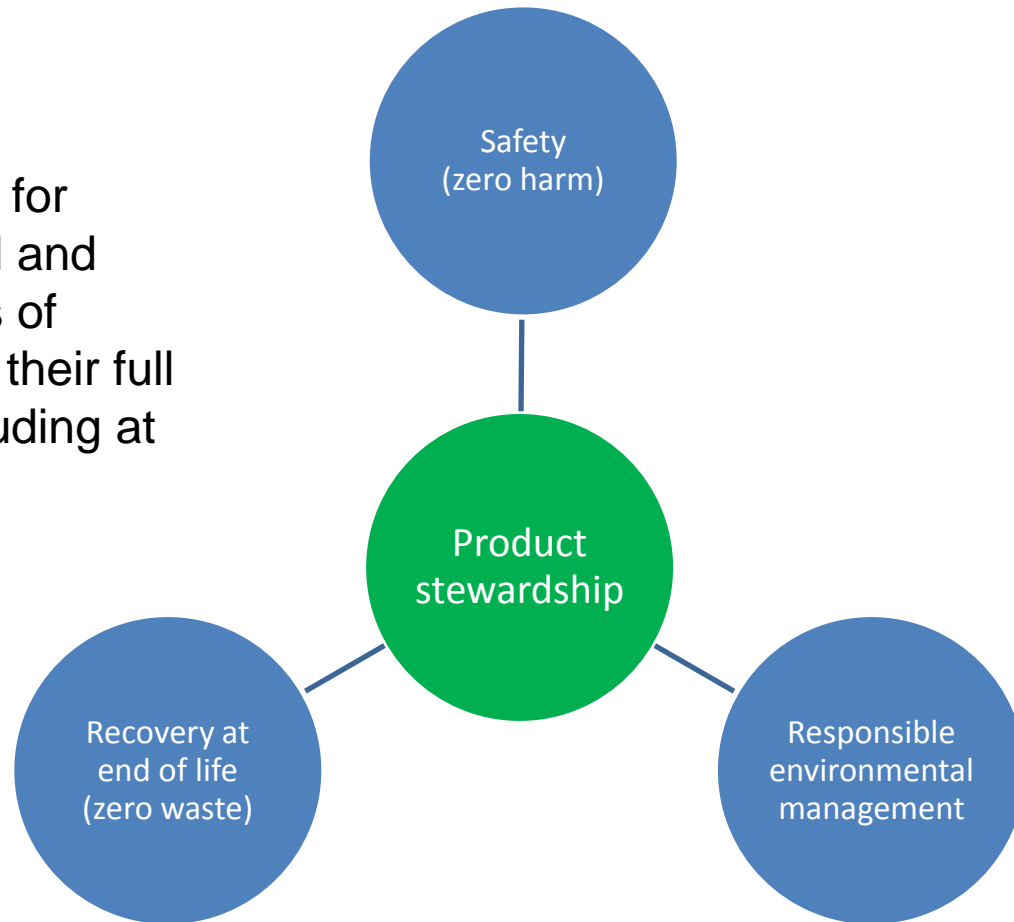 Safety
(zero harm)
for
and
s of
their full
uding at
Product
stewardship
Recovery at
end of life
(zero waste)
Responsible
environmental
management